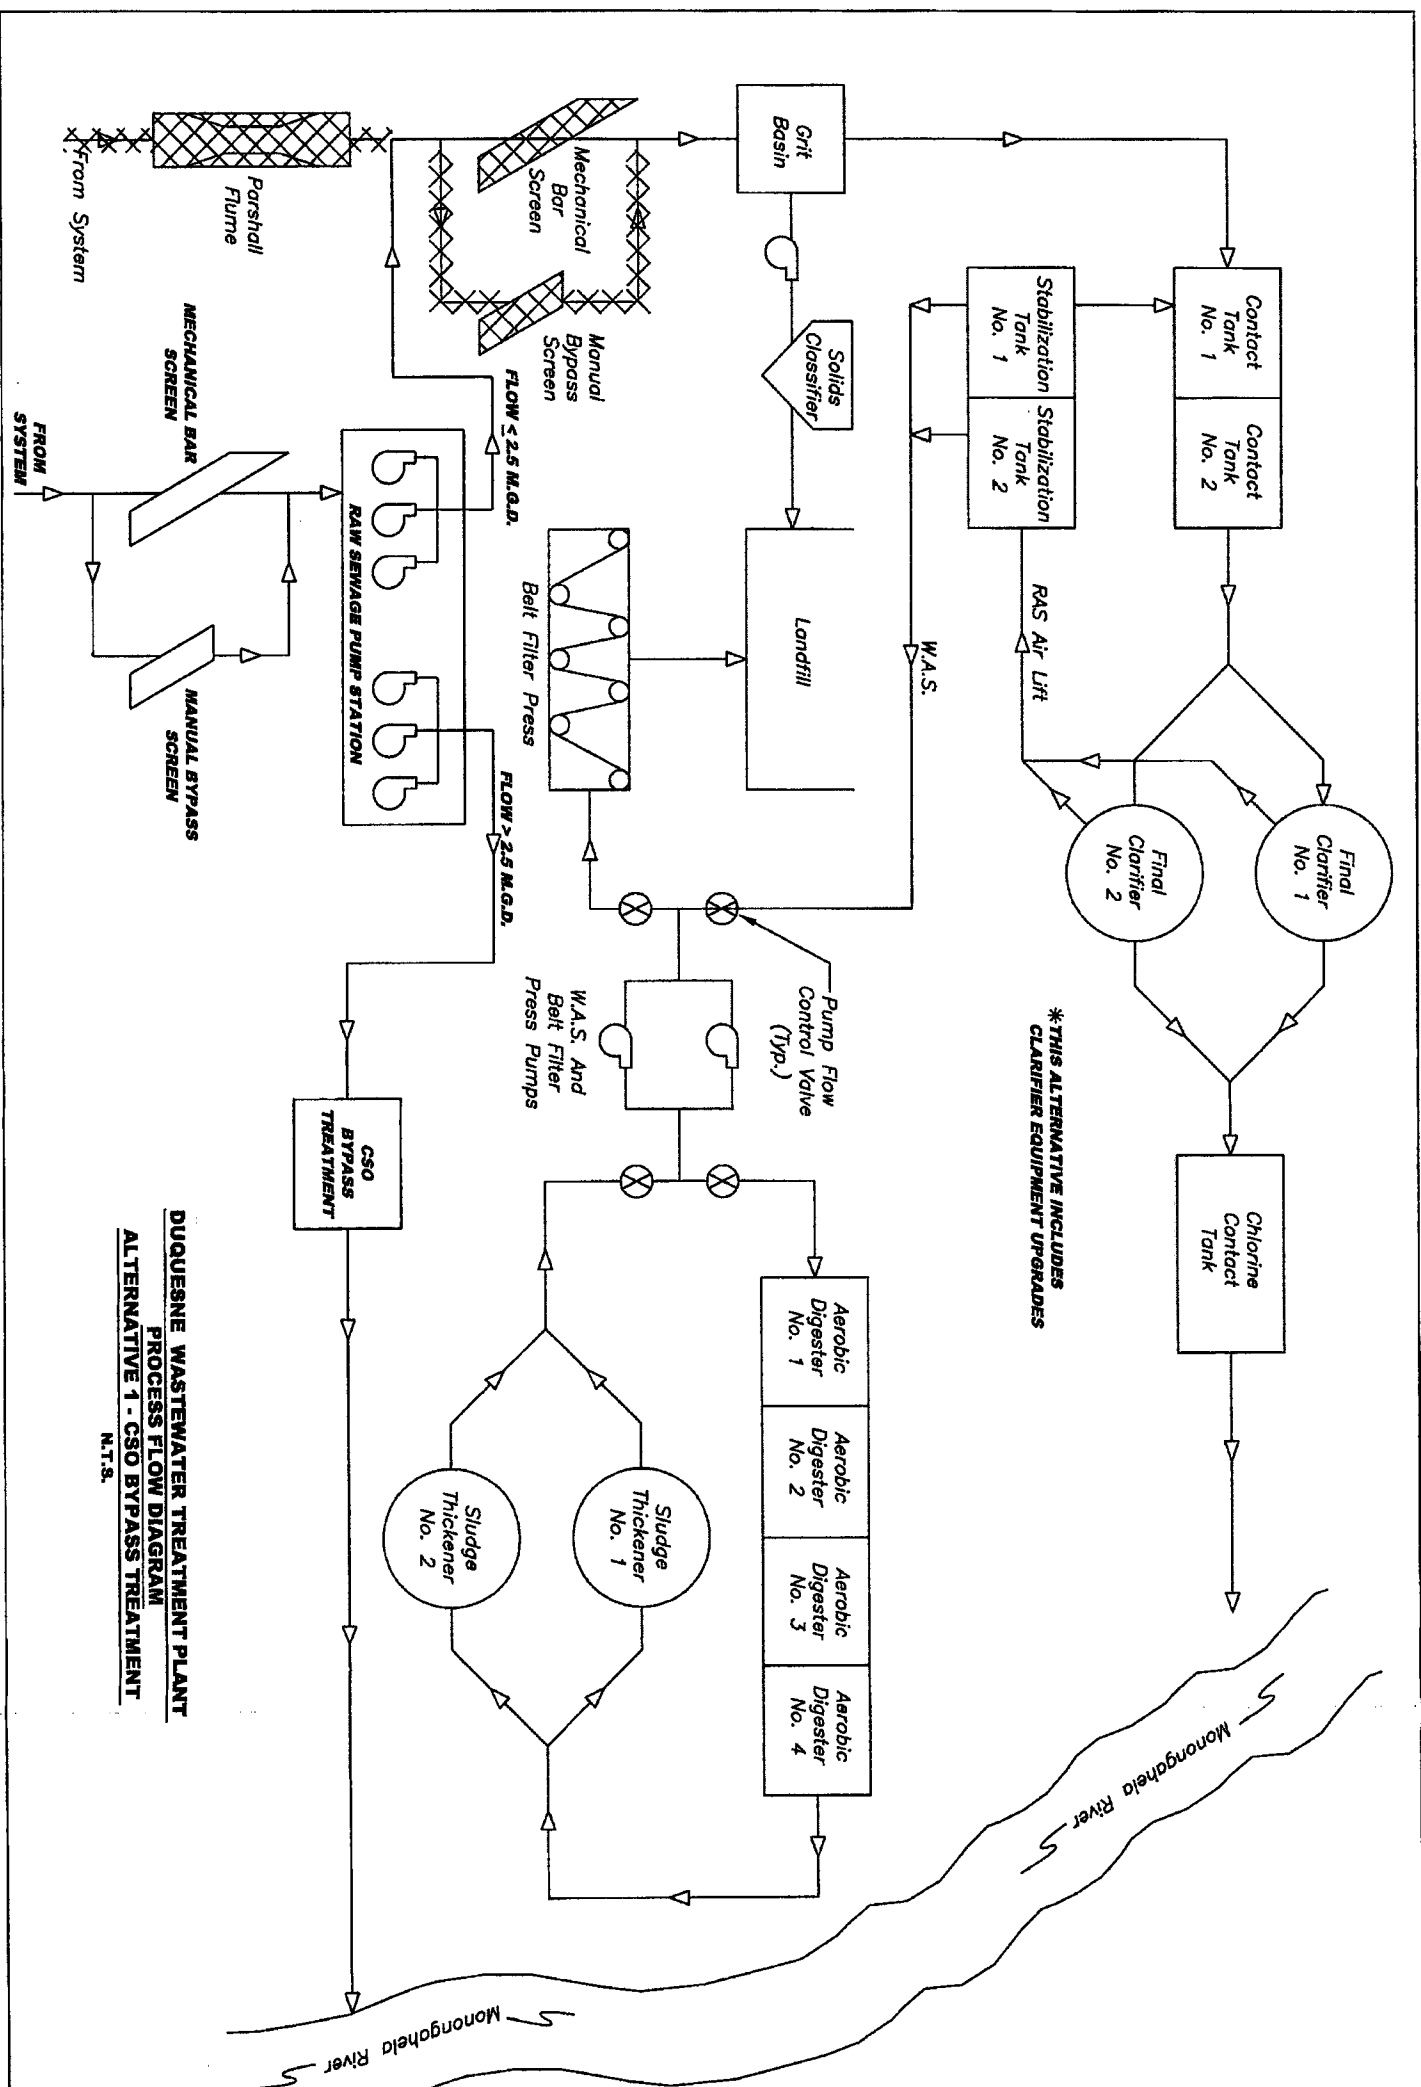 Grit
Basin
Contact
Tank
No. 1
Contact
Tank
No. 2
Stabilization
Tank
No. 1
Stabilization
Tank
No. 2
Final
Clarifier
No. 1
Final
Clarifier
No. 2
RAS Air Lift
Chlorine
Contact
Tank
*THIS ALTERNATIVE INCLUDES
CLARIFIER EQUIPMENT UPGRADES
Monongahela River
Solids
Classifier
Landfill
W.A.S.
Pump Flow
Control Valve
(Typ.)
Aerobic
Digester
No. 1
Aerobic
Digester
No. 2
Aerobic
Digester
No. 3
Aerobic
Digester
No. 4
Mechanical
Bar
Screen
Manual
Bypass
Screen
Belt Filter Press
W.A.S. And
Belt Filter
Press Pumps
Sludge
Thickener
No. 1
Sludge
Thickener
No. 2
Monongahela River
FLOW ≤ 2.5 M.G.D.
FLOW > 2.5 M.G.D.
RAW SEWAGE PUMP STATION
CSO
BYPASS
TREATMENT
Parshall
Flume
From System
MECHANICAL BAR
SCREEN
MANUAL BYPASS
SCREEN
FROM
SYSTEM
DUQUESNE WASTEWATER TREATMENT PLANT
PROCESS FLOW DIAGRAM
ALTERNATIVE 1 - CSO BYPASS TREATMENT
N.T.S.